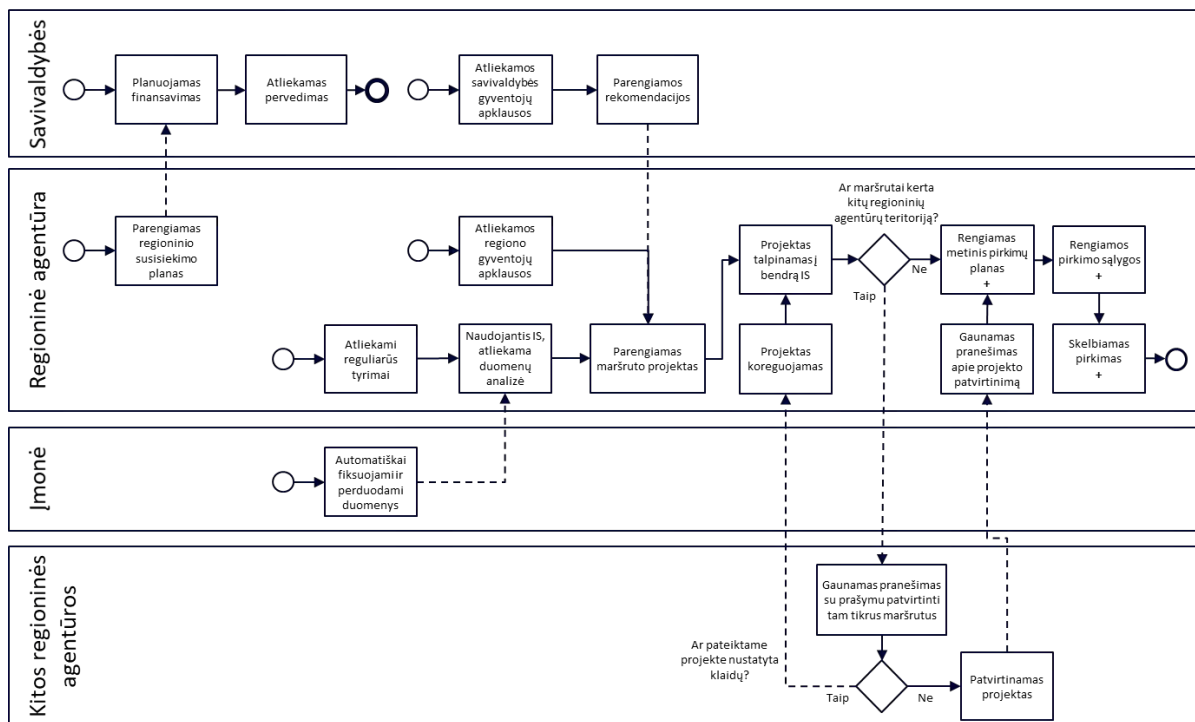 Savivaldybės
Planuojamas
finansavimas
Atliekamas
pervedimas
Atliekamos
savivaldybės
gyventojų
apklausos
Parengiamos
rekomendacijos
Regioninė agentūra
Parengiamas
regioninio
susisiekimo
planas
Atliekamos
regiono
gyventojų
apklausos
Projektas
talpinamas į
bendrą IS
Ar maršrutai kerta
kitų regioninių
agentūrų teritoriją?
Ne
Taip
Rengiamas
metinis pirkimų
planas
+
Rengiamos
pirkimo sąlygos
+
Atliekami
reguliarūs
tyrimai
Naudojantis IS,
atliekama
duomenų
analizė
Parengiamas
maršruto projektas
Projektas
koreguojamas
Gaunamas
pranešimas
apie projekto
patvirtinimą
Skelbiamas
pirkimas
+
Įmonė
Automatiškai
fiksuojami ir
perduodami
duomenys
Kitos regioninės
agentūros
Gaunamas pranešimas
su prašymu patvirtinti
tam tikrus maršrutus
Ar pateiktame
projekte nustatyta
klaidų?
Taip
Ne
Patvirtinamas
projektas